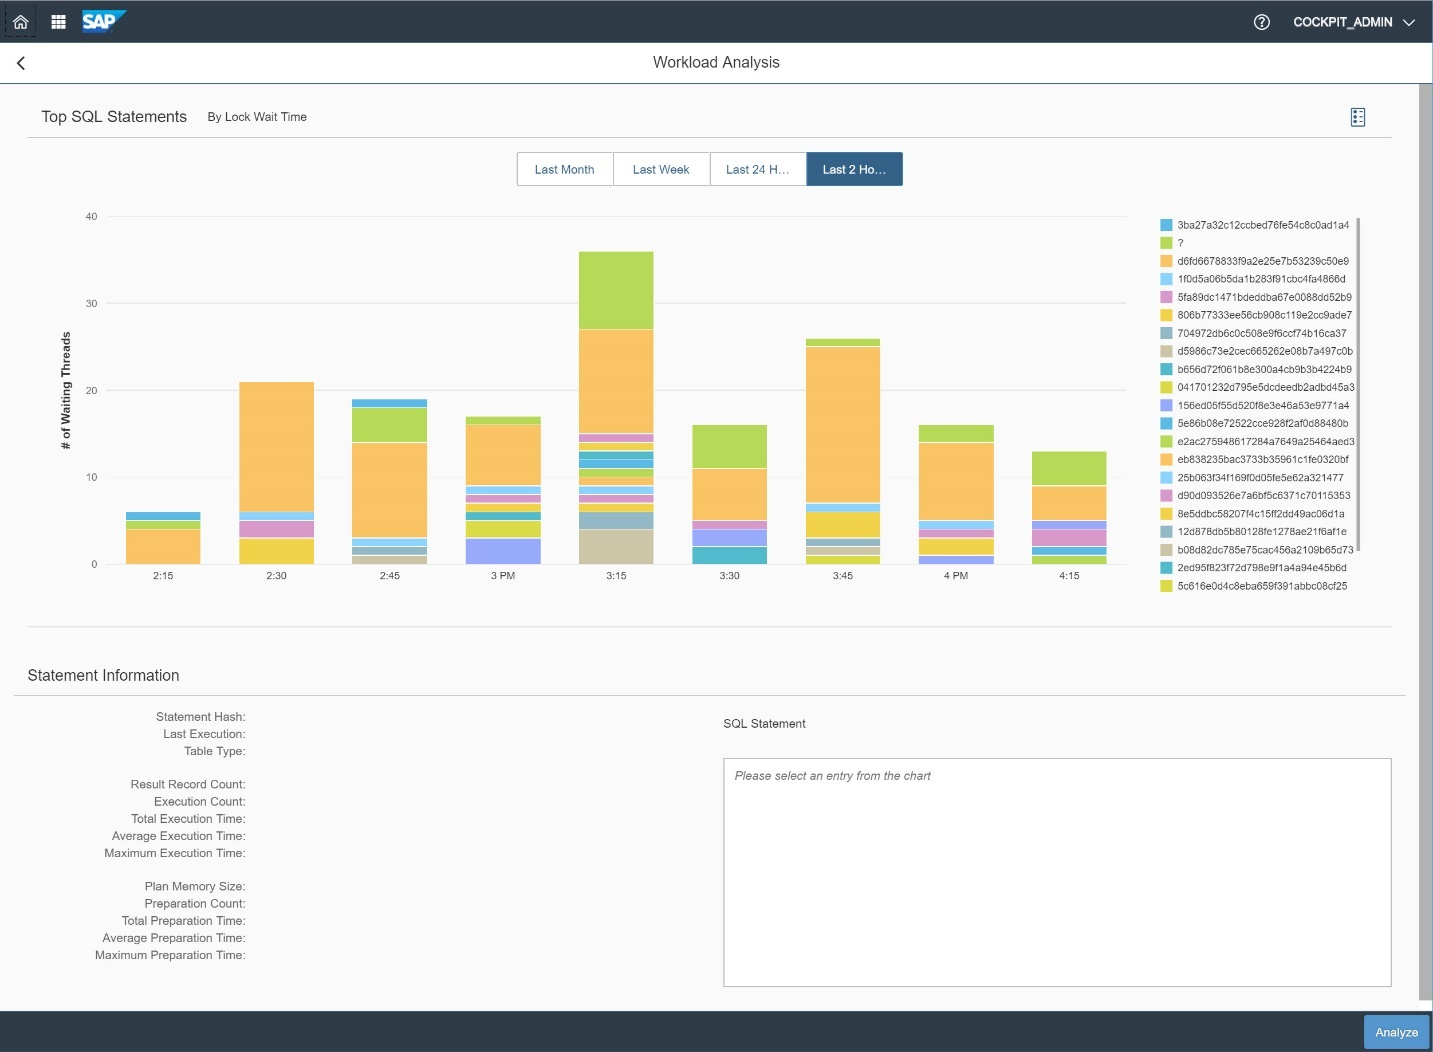 SAP
COCKPIT_ADMIN
Workload Analysis
Top SQL Statements By Lock Wait Time
Last Month Last Week Last 24 H... Last 2 Ho...
# of Waiting Threads
40
30
20
10
0
2:15 2:30 2:45 3 PM 3:15 3:30 3:45 4 PM 4:15
3ba27a32c12ccbed76fe54c8c0ad1a4
?
d6fd6678833f9a2e25e7b53239c50e9
1f0d5a06b5da1b283f91cbc4fa4866d
5fa89dc1471bdeddba67e0088dd52b9
806b77333ee56cb908c119e2cc9ade7
704972db6c0c508e9f6ccf74b16ca37
d5986c73e2cec665262e08b7a497c0b
b656d72f061b8e300a4cb9b3b4224b9
041701232d795e5dcdeedb2adbd45a3
156ed05f55d520f8e3e46a53e9771a4
5e86b08e72522cce928f2af0d88480b
e2ac275948617284a7649a25464aed3
eb838235bac3733b35961c1fe0320bf
25b063f34f169f0d05fe5e62a321477
d90d093526e7a6bf5c6371c70115353
8e5ddbc58207f4c15ff2dd49ac06d1a
12d878db5b80128fe1278ae21f6af1e
b08d82dc785e75cac456a2109b65d73
2ed95f823f72d798e9f1a4a94e45b6d
5c616e0d4c8eba659f391abbc08cf25
Statement Information
Statement Hash:
Last Execution:
Table Type:
Result Record Count:
Execution Count:
Total Execution Time:
Average Execution Time:
Maximum Execution Time:
Plan Memory Size:
Preparation Count:
Total Preparation Time:
Average Preparation Time:
Maximum Preparation Time:
SQL Statement
Please select an entry from the chart
Analyze